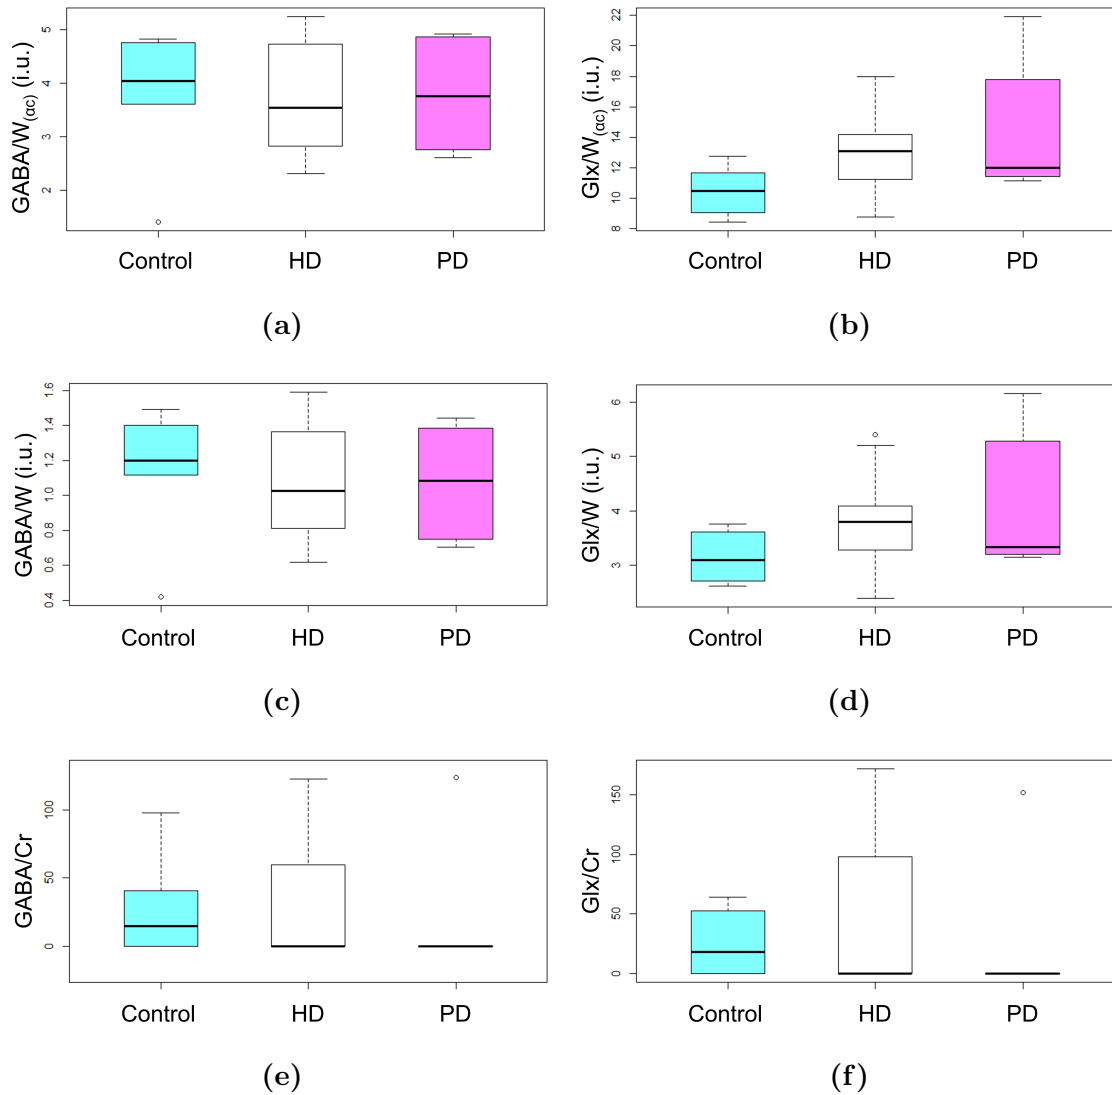 GABA/W(αc) (i.u.)
5
4
3
2
Control HD PD
(a)
Glx/W(αc) (i.u.)
22
20
18
16
14
12
10
8
Control HD PD
(b)
GABA/W (i.u.)
1.6
1.4
1.2
1.0
0.8
0.6
0.4
Control HD PD
(c)
Glx/W (i.u.)
6
5
4
3
Control HD PD
(d)
GABA/Cr
100
50
0
Control HD PD
(e)
Glx/Cr
150
100
50
0
Control HD PD
(f)